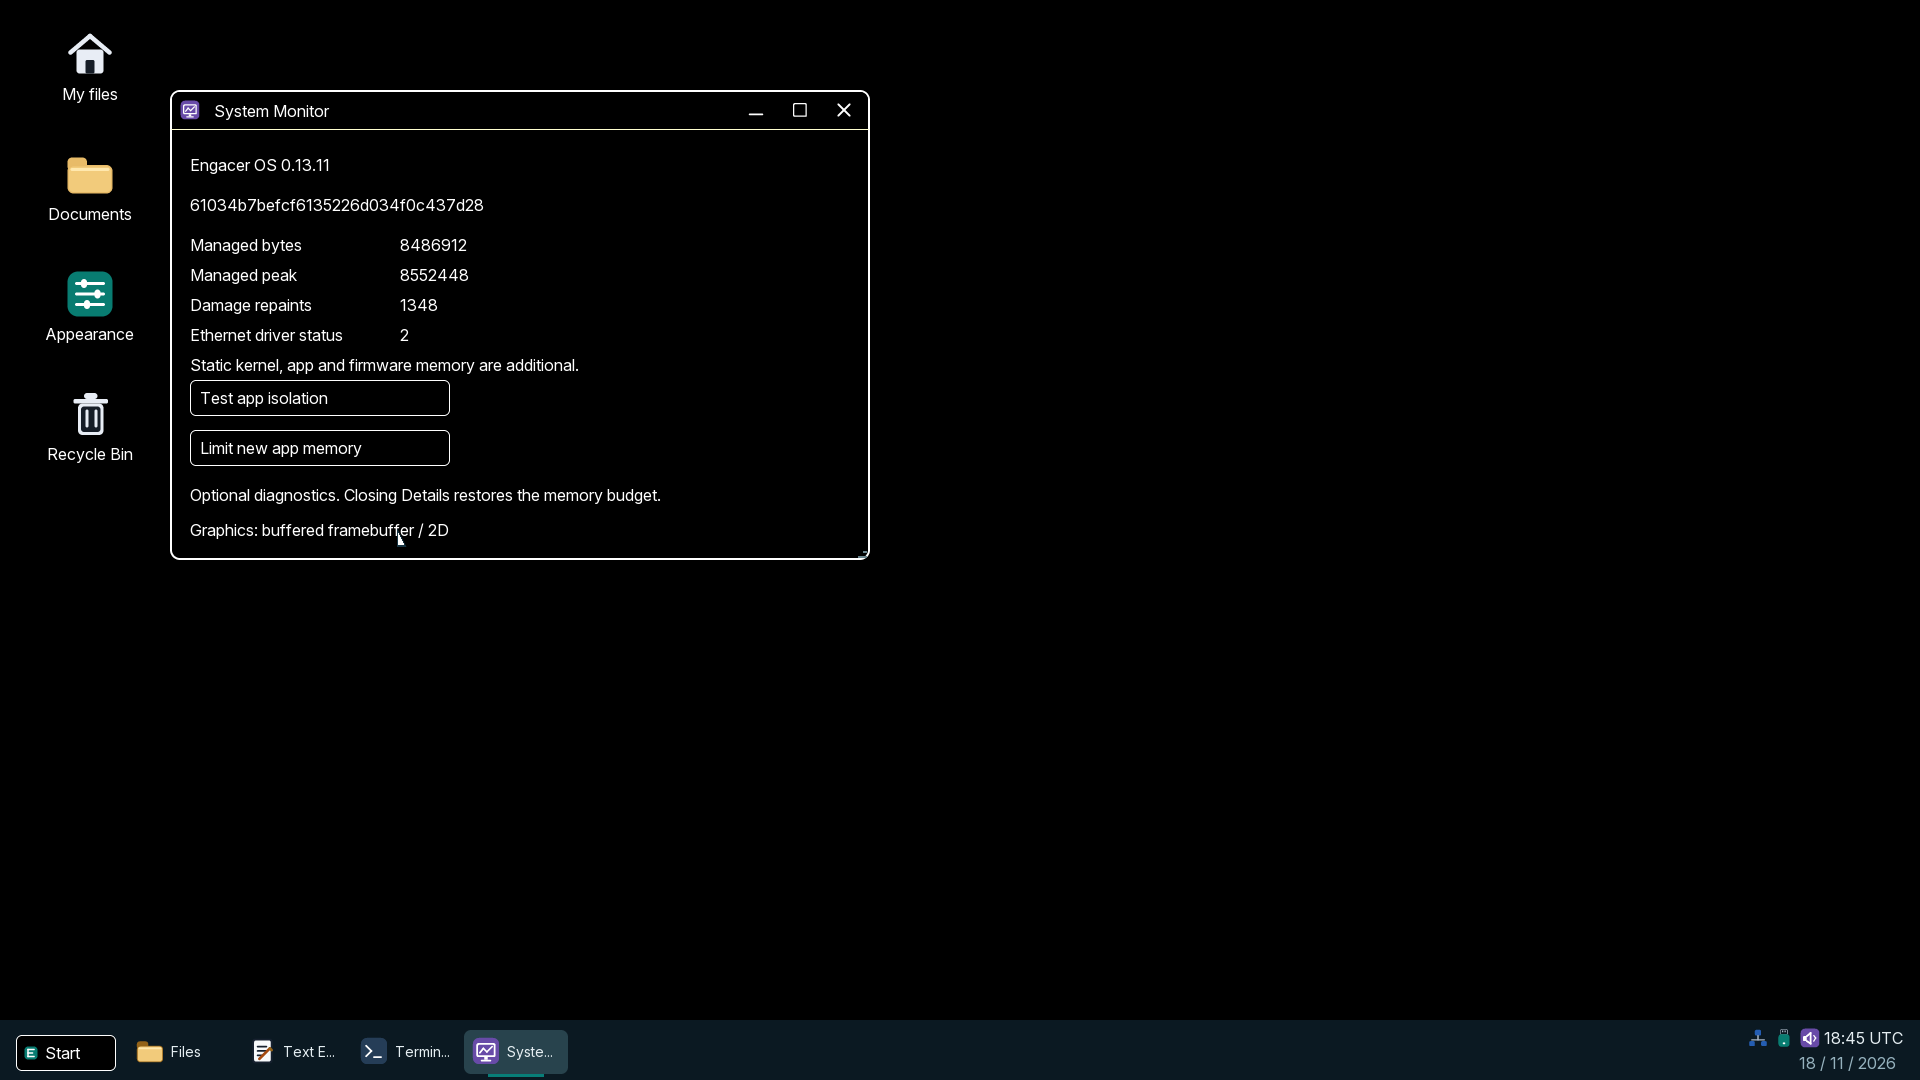 My files
Documents
Appearance
Recycle Bin
System Monitor
Engacer OS 0.13.11
61034b7befcf6135226d034f0c437d28
Managed bytes 8486912
Managed peak 8552448
Damage repaints 1348
Ethernet driver status 2
Static kernel, app and firmware memory are additional.
Test app isolation
Limit new app memory
Optional diagnostics. Closing Details restores the memory budget.
Graphics: buffered framebuffer / 2D
E Start
Files
Text E...
Termin...
Syste...
18:45 UTC
18 / 11 / 2026